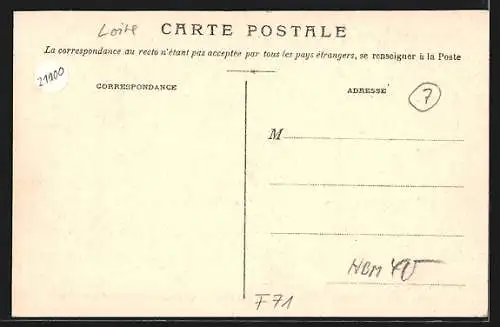 Loire CARTE POSTALE
La correspondance au recto n'étant pas acceptée par tous les pays étrangers, se renseigner à la Poste
21900
CORRESPONDANCE
ADRESSE
7
M
F71